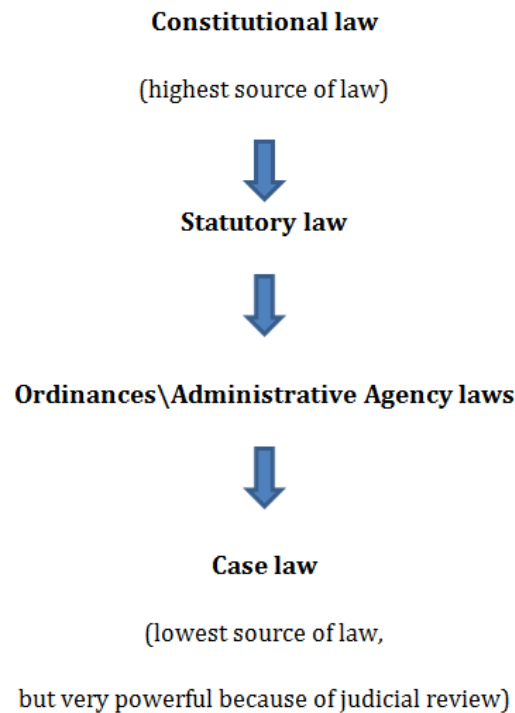 Constitutional law
(highest source of law)
Statutory law
Ordinances\Administrative Agency laws
Case law
(lowest source of law,
but very powerful because of judicial review)